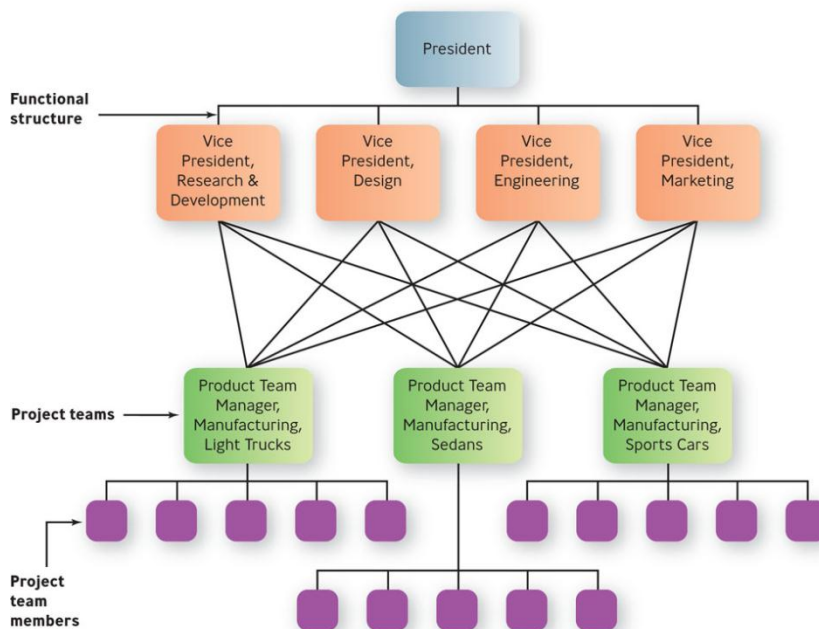 President
Functional
structure
Vice
President,
Research &
Development
Vice
President,
Design
Vice
President,
Engineering
Vice
President,
Marketing
Project teams
Product Team
Manager,
Manufacturing,
Light Trucks
Product Team
Manager,
Manufacturing,
Sedans
Product Team
Manager,
Manufacturing,
Sports Cars
Project
team
members